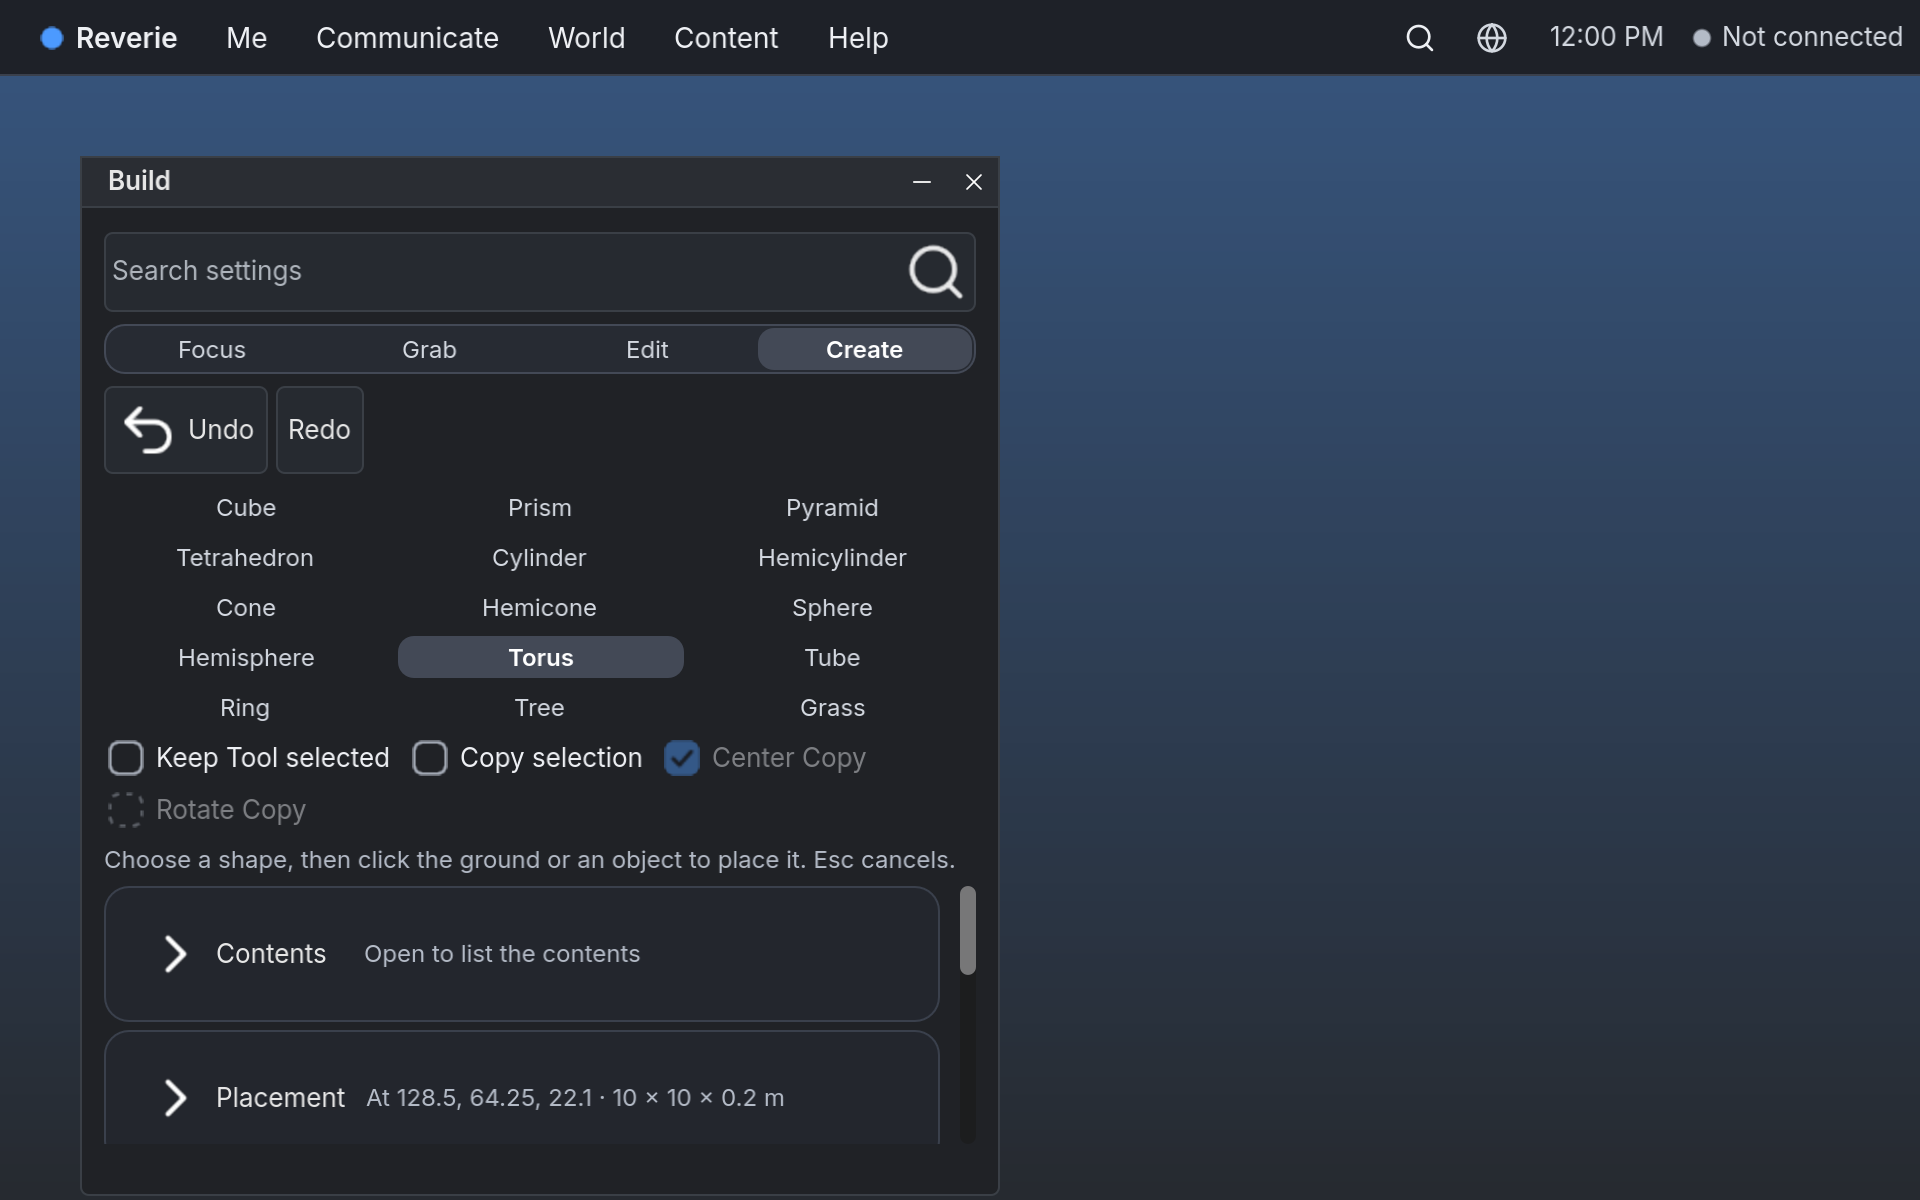 Reverie Me Communicate World Content Help 12:00 PM Not connected
Build
Search settings
Focus Grab Edit Create
Undo Redo
Cube Prism Pyramid
Tetrahedron Cylinder Hemicylinder
Cone Hemicone Sphere
Hemisphere Torus Tube
Ring Tree Grass
Keep Tool selected Copy selection Center Copy
Rotate Copy
Choose a shape, then click the ground or an object to place it. Esc cancels.
Contents Open to list the contents
Placement At 128.5, 64.25, 22.1 · 10 × 10 × 0.2 m